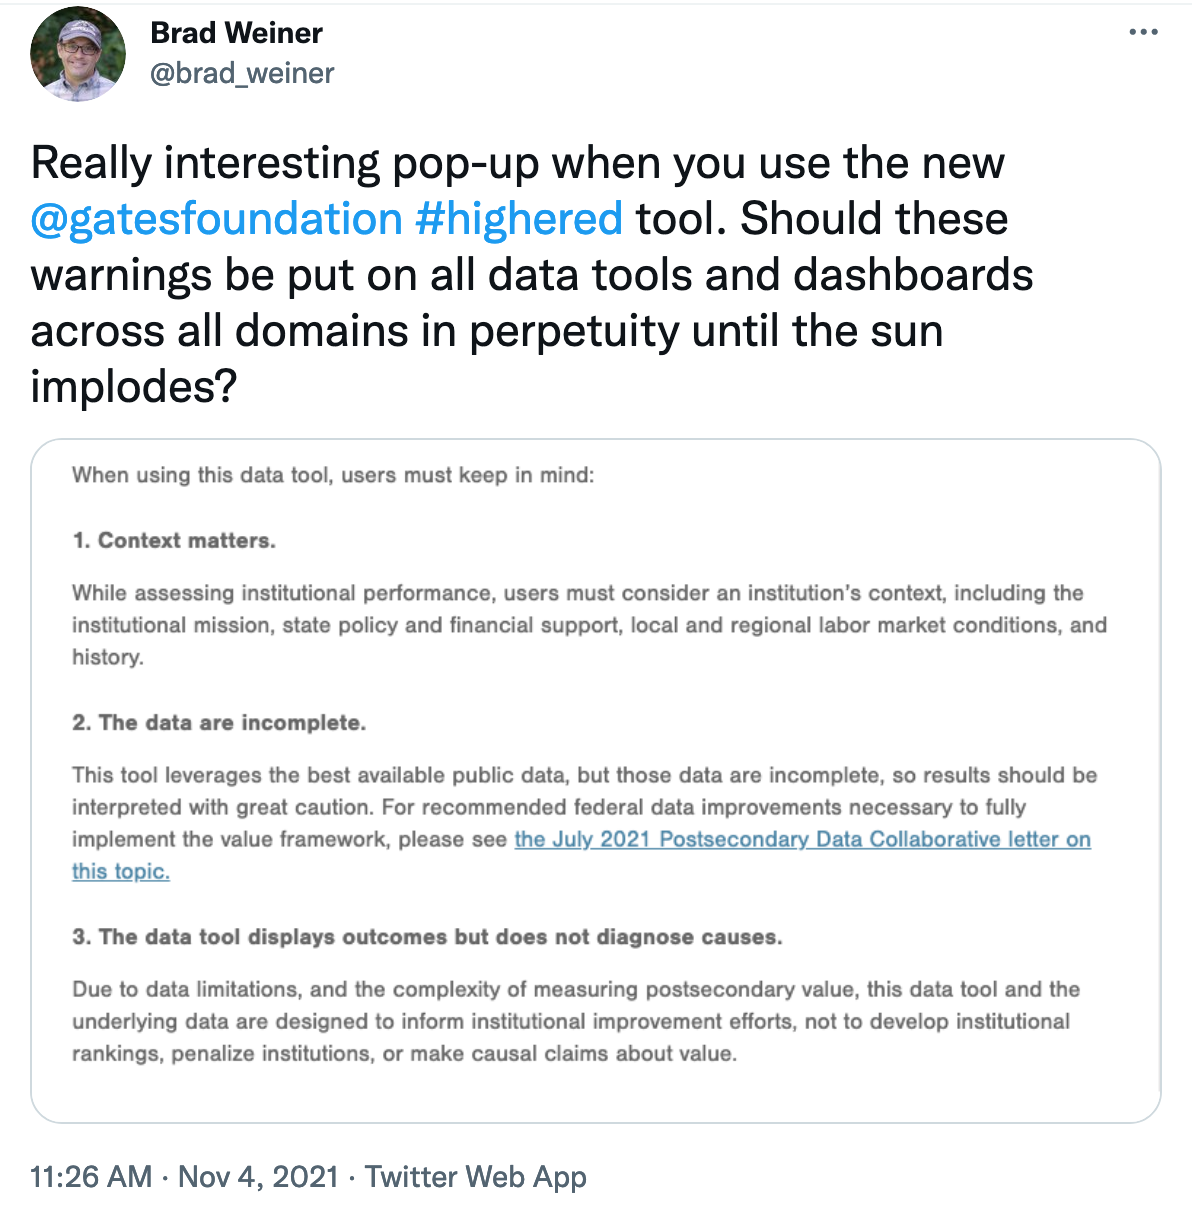 Brad Weiner
@brad_weiner
Really interesting pop-up when you use the new
@gatesfoundation #highered tool. Should these
warnings be put on all data tools and dashboards
across all domains in perpetuity until the sun
implodes?
When using this data tool, users must keep in mind:
1. Context matters.
While assessing institutional performance, users must consider an institution's context, including the
institutional mission, state policy and financial support, local and regional labor market conditions, and
history.
2. The data are incomplete.
This tool leverages the best available public data, but those data are incomplete, so results should be
interpreted with great caution. For recommended federal data improvements necessary to fully
implement the value framework, please see the July 2021 Postsecondary Data Collaborative letter on
this topic.
3. The data tool displays outcomes but does not diagnose causes.
Due to data limitations, and the complexity of measuring postsecondary value, this data tool and the
underlying data are designed to inform institutional improvement efforts, not to develop institutional
rankings, penalize institutions, or make causal claims about value.
11:26 AM · Nov 4, 2021 · Twitter Web App